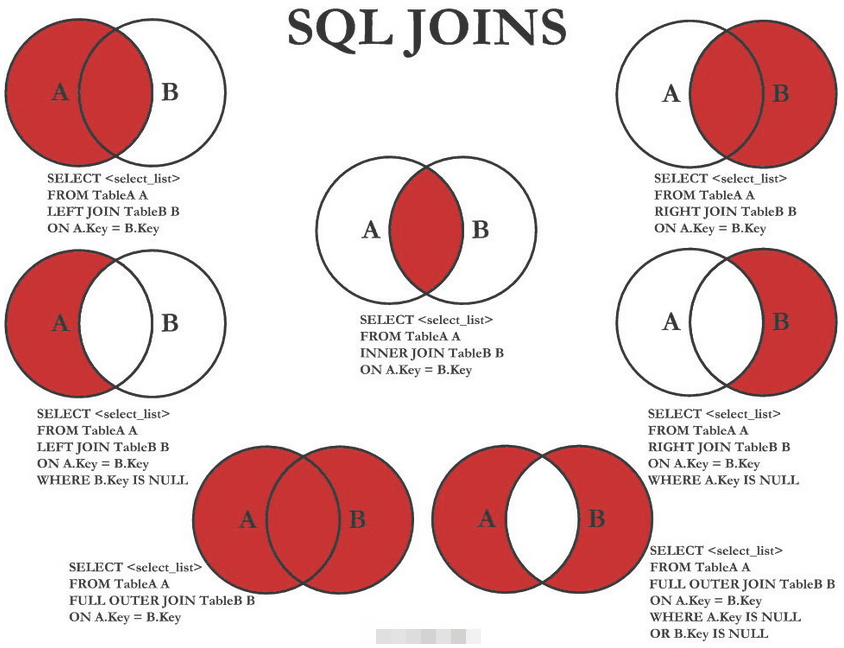 SQL JOINS
A B
SELECT <select_list>
FROM TableA A
LEFT JOIN TableB B
ON A.Key = B.Key
A B
SELECT <select_list>
FROM TableA A
RIGHT JOIN TableB B
ON A.Key = B.Key
A B
SELECT <select_list>
FROM TableA A
INNER JOIN TableB B
ON A.Key = B.Key
A B
SELECT <select_list>
FROM TableA A
LEFT JOIN TableB B
ON A.Key = B.Key
WHERE B.Key IS NULL
A B
SELECT <select_list>
FROM TableA A
RIGHT JOIN TableB B
ON A.Key = B.Key
WHERE A.Key IS NULL
A B
SELECT <select_list>
FROM TableA A
FULL OUTER JOIN TableB B
ON A.Key = B.Key
A B
SELECT <select_list>
FROM TableA A
FULL OUTER JOIN TableB B
ON A.Key = B.Key
WHERE A.Key IS NULL
OR B.Key IS NULL